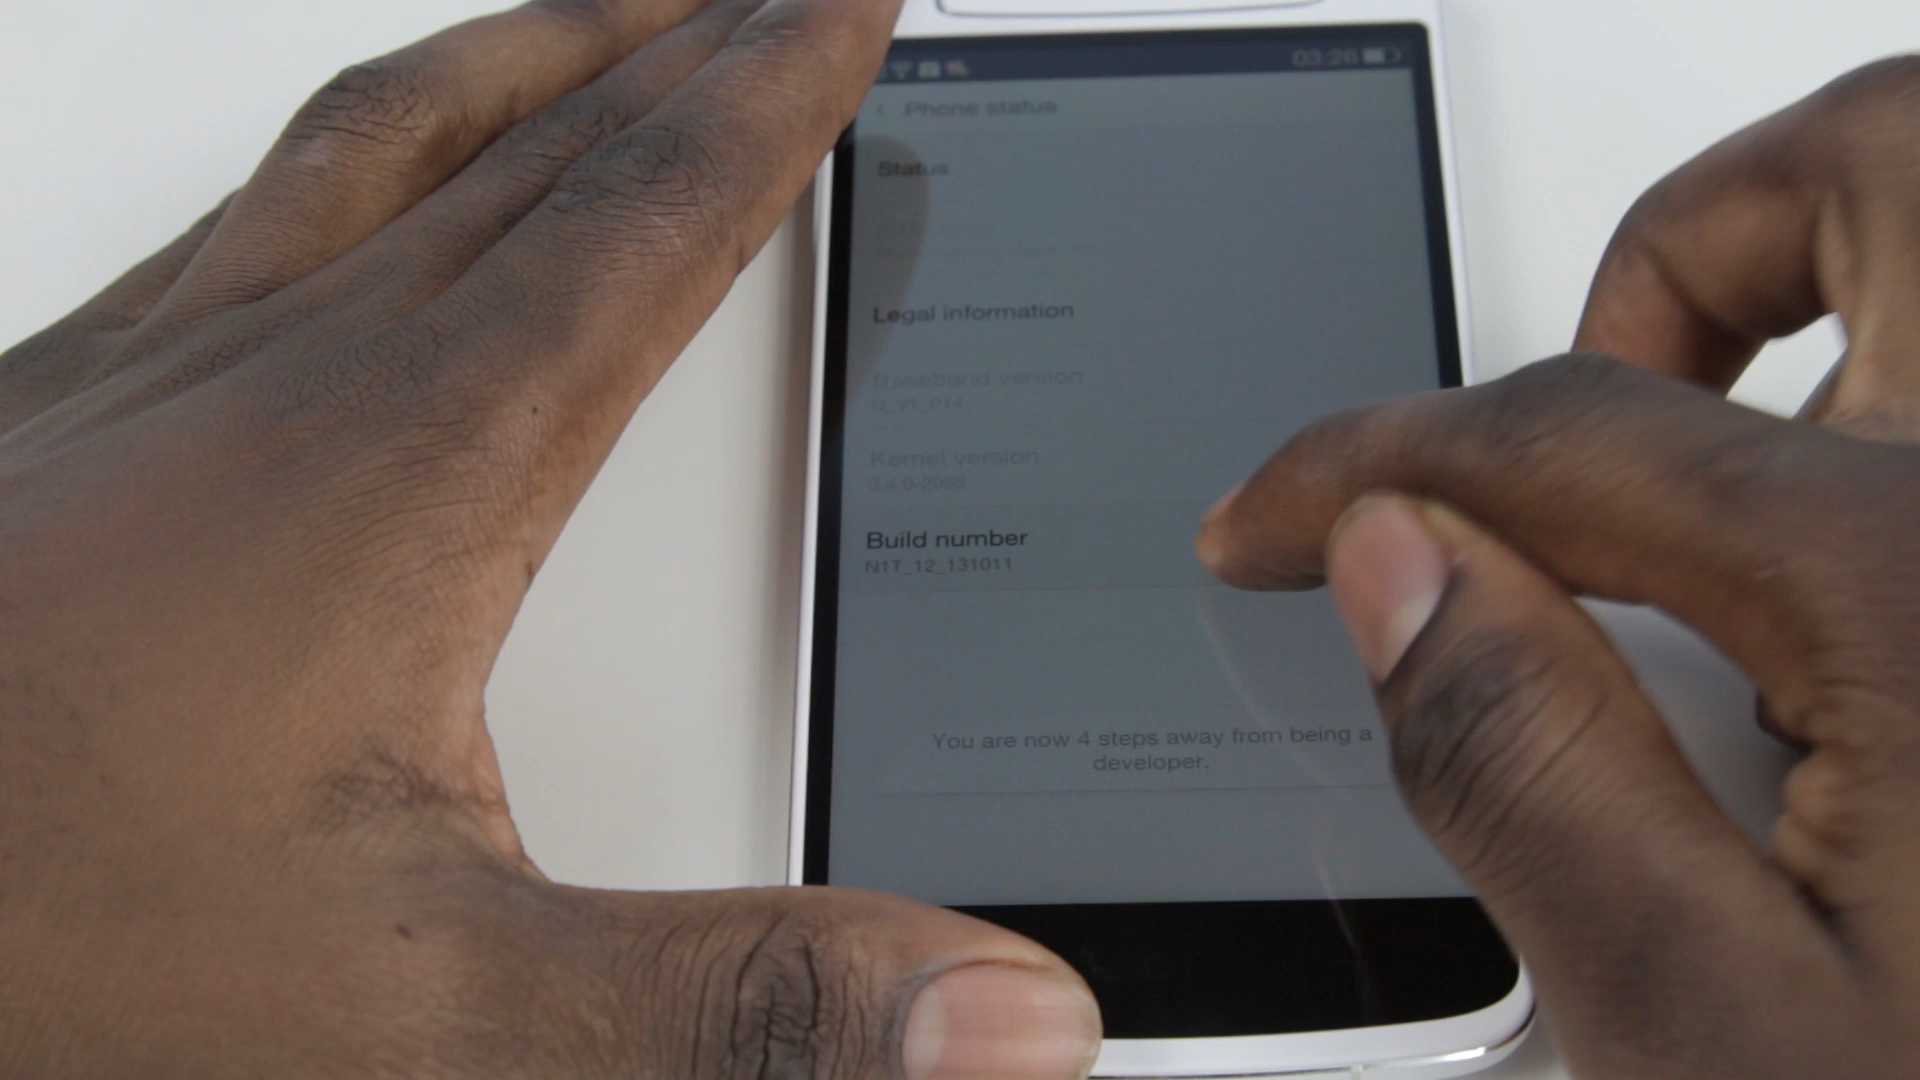 03:26
Phone status
Status
Legal information
Baseband version
Q_V1_P14
Kernel version
Build number
N1T_12_131011
You are now 4 steps away from being a
developer.